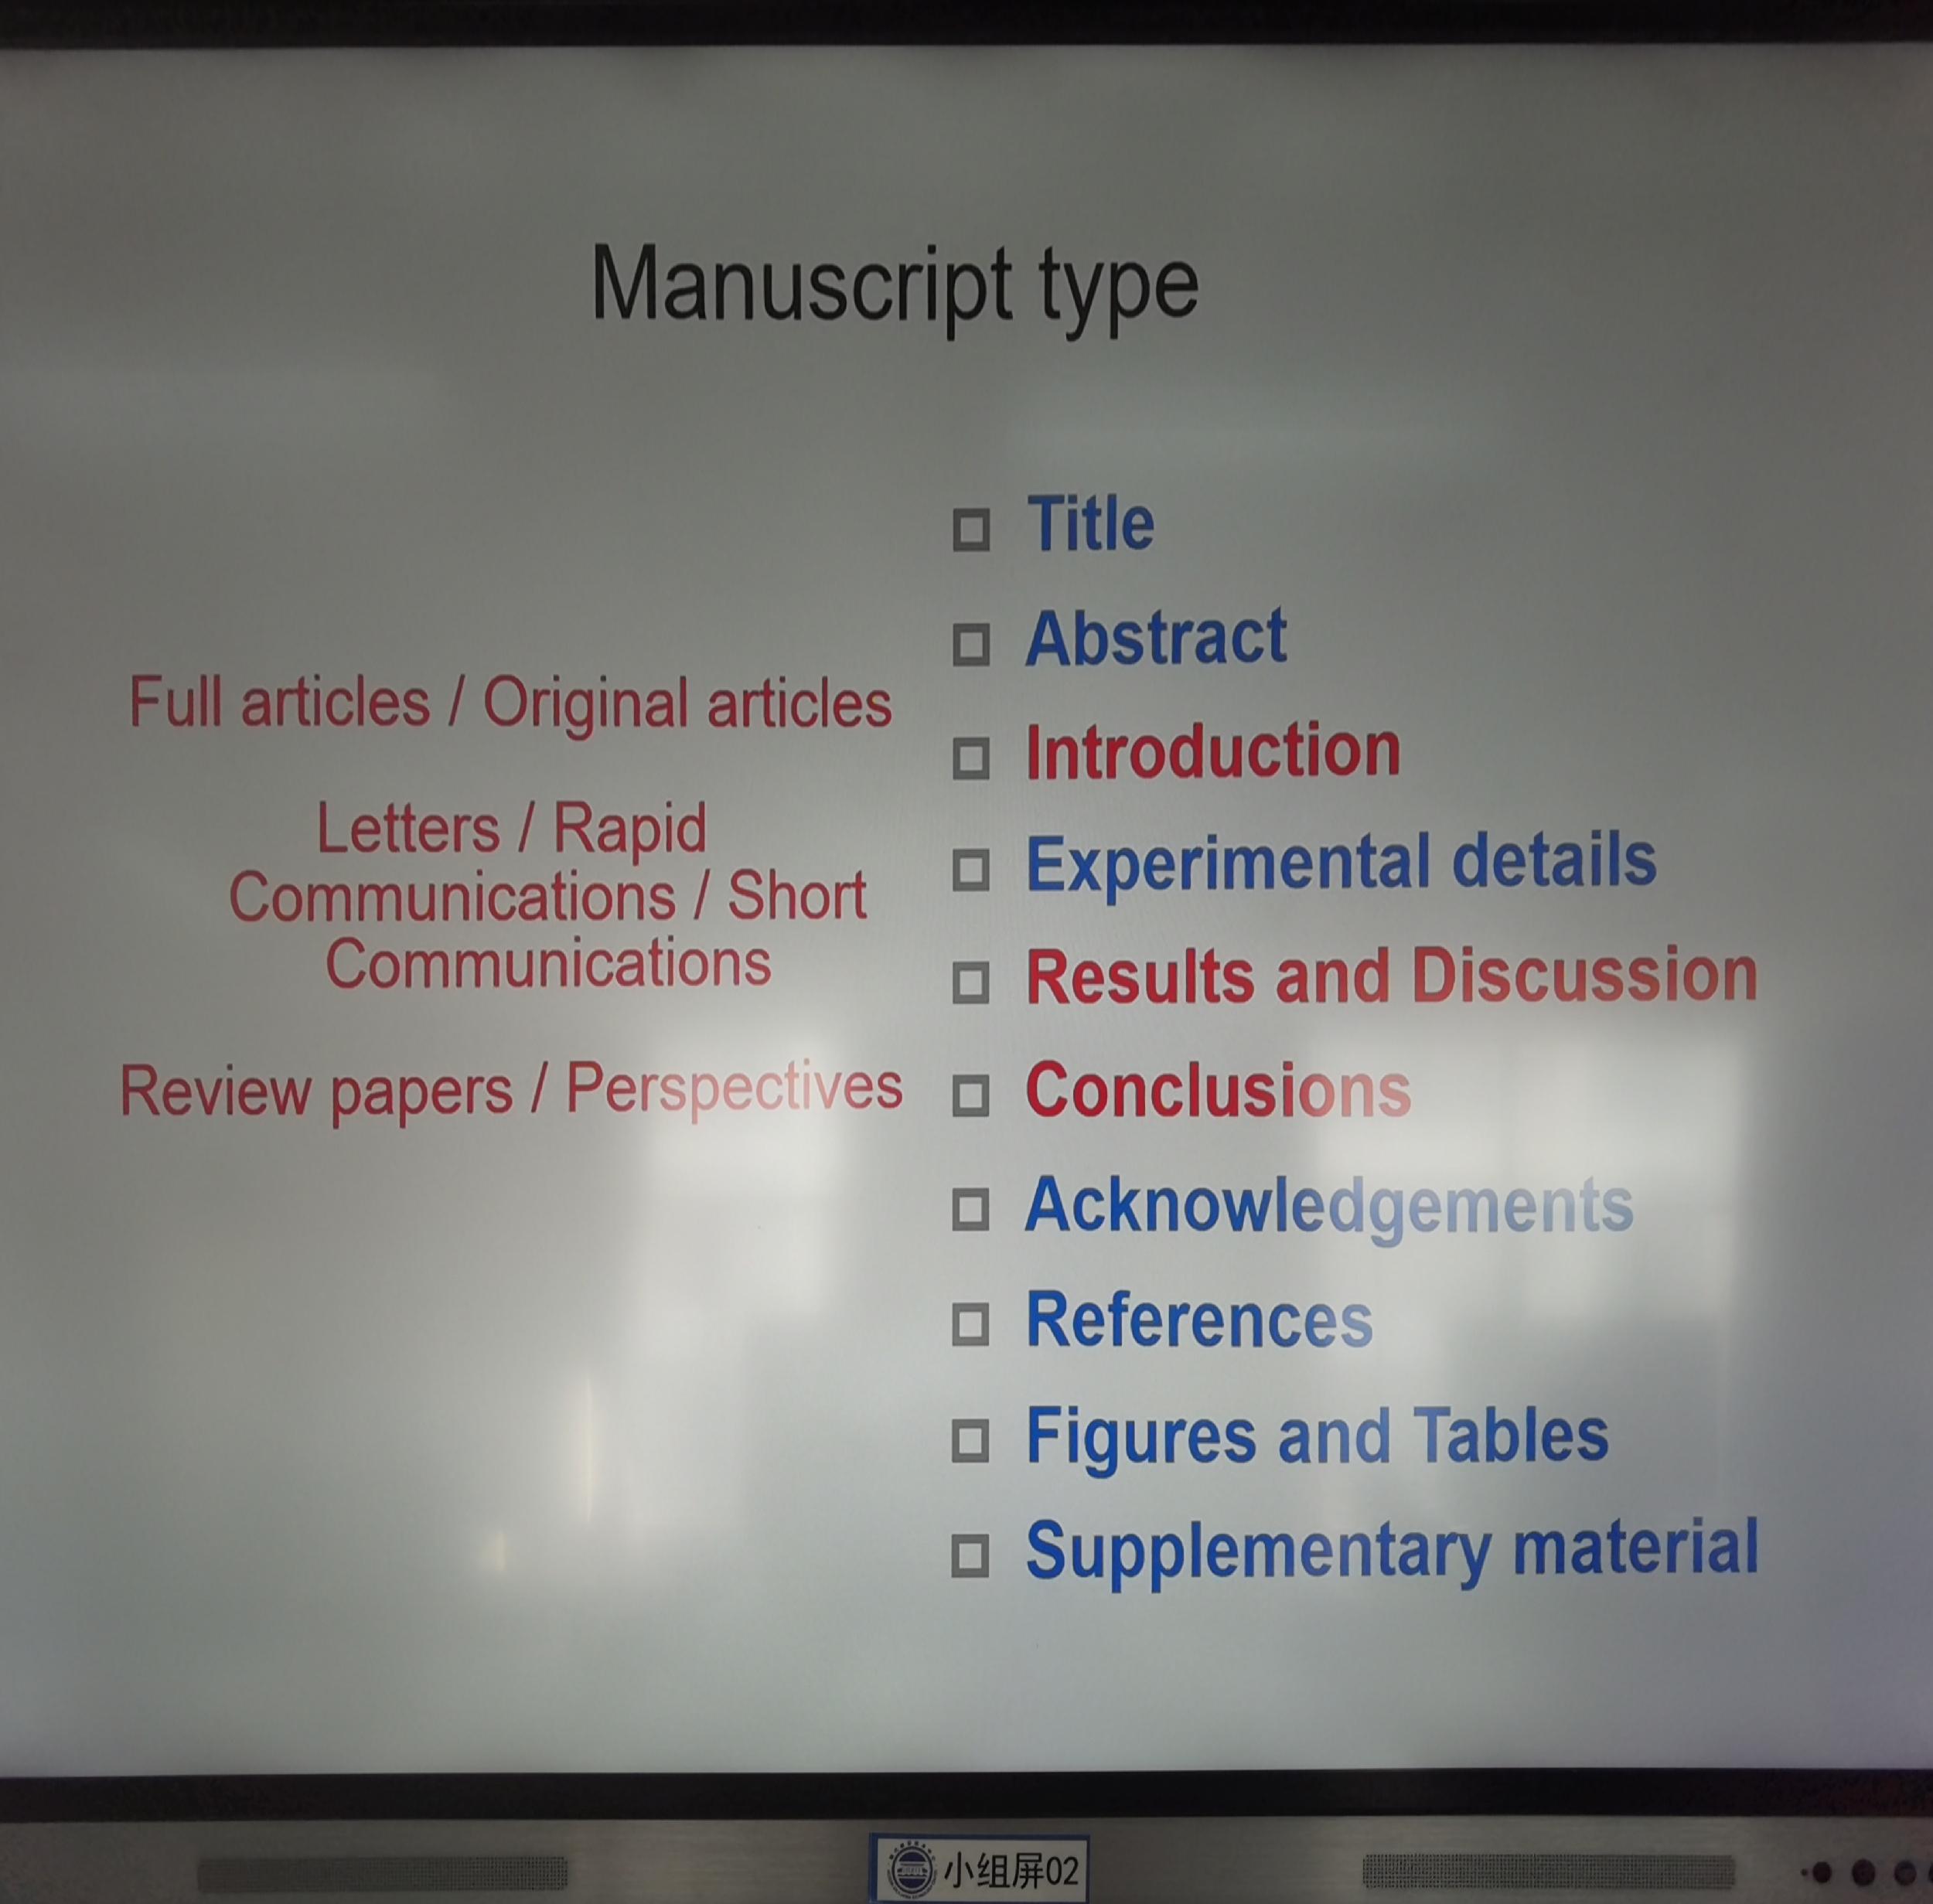 Manuscript type
Full articles / Original articles
Letters / Rapid
Communications / Short
Communications
Review papers / Perspectives
Title
Abstract
Introduction
Experimental details
Results and Discussion
Conclusions
Acknowledgements
References
Figures and Tables
Supplementary material
小组屏02